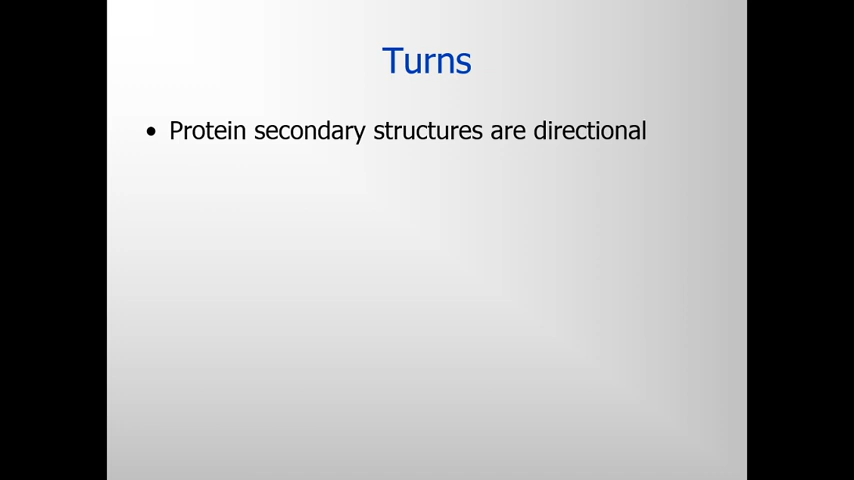 Turns
• Protein secondary structures are directional